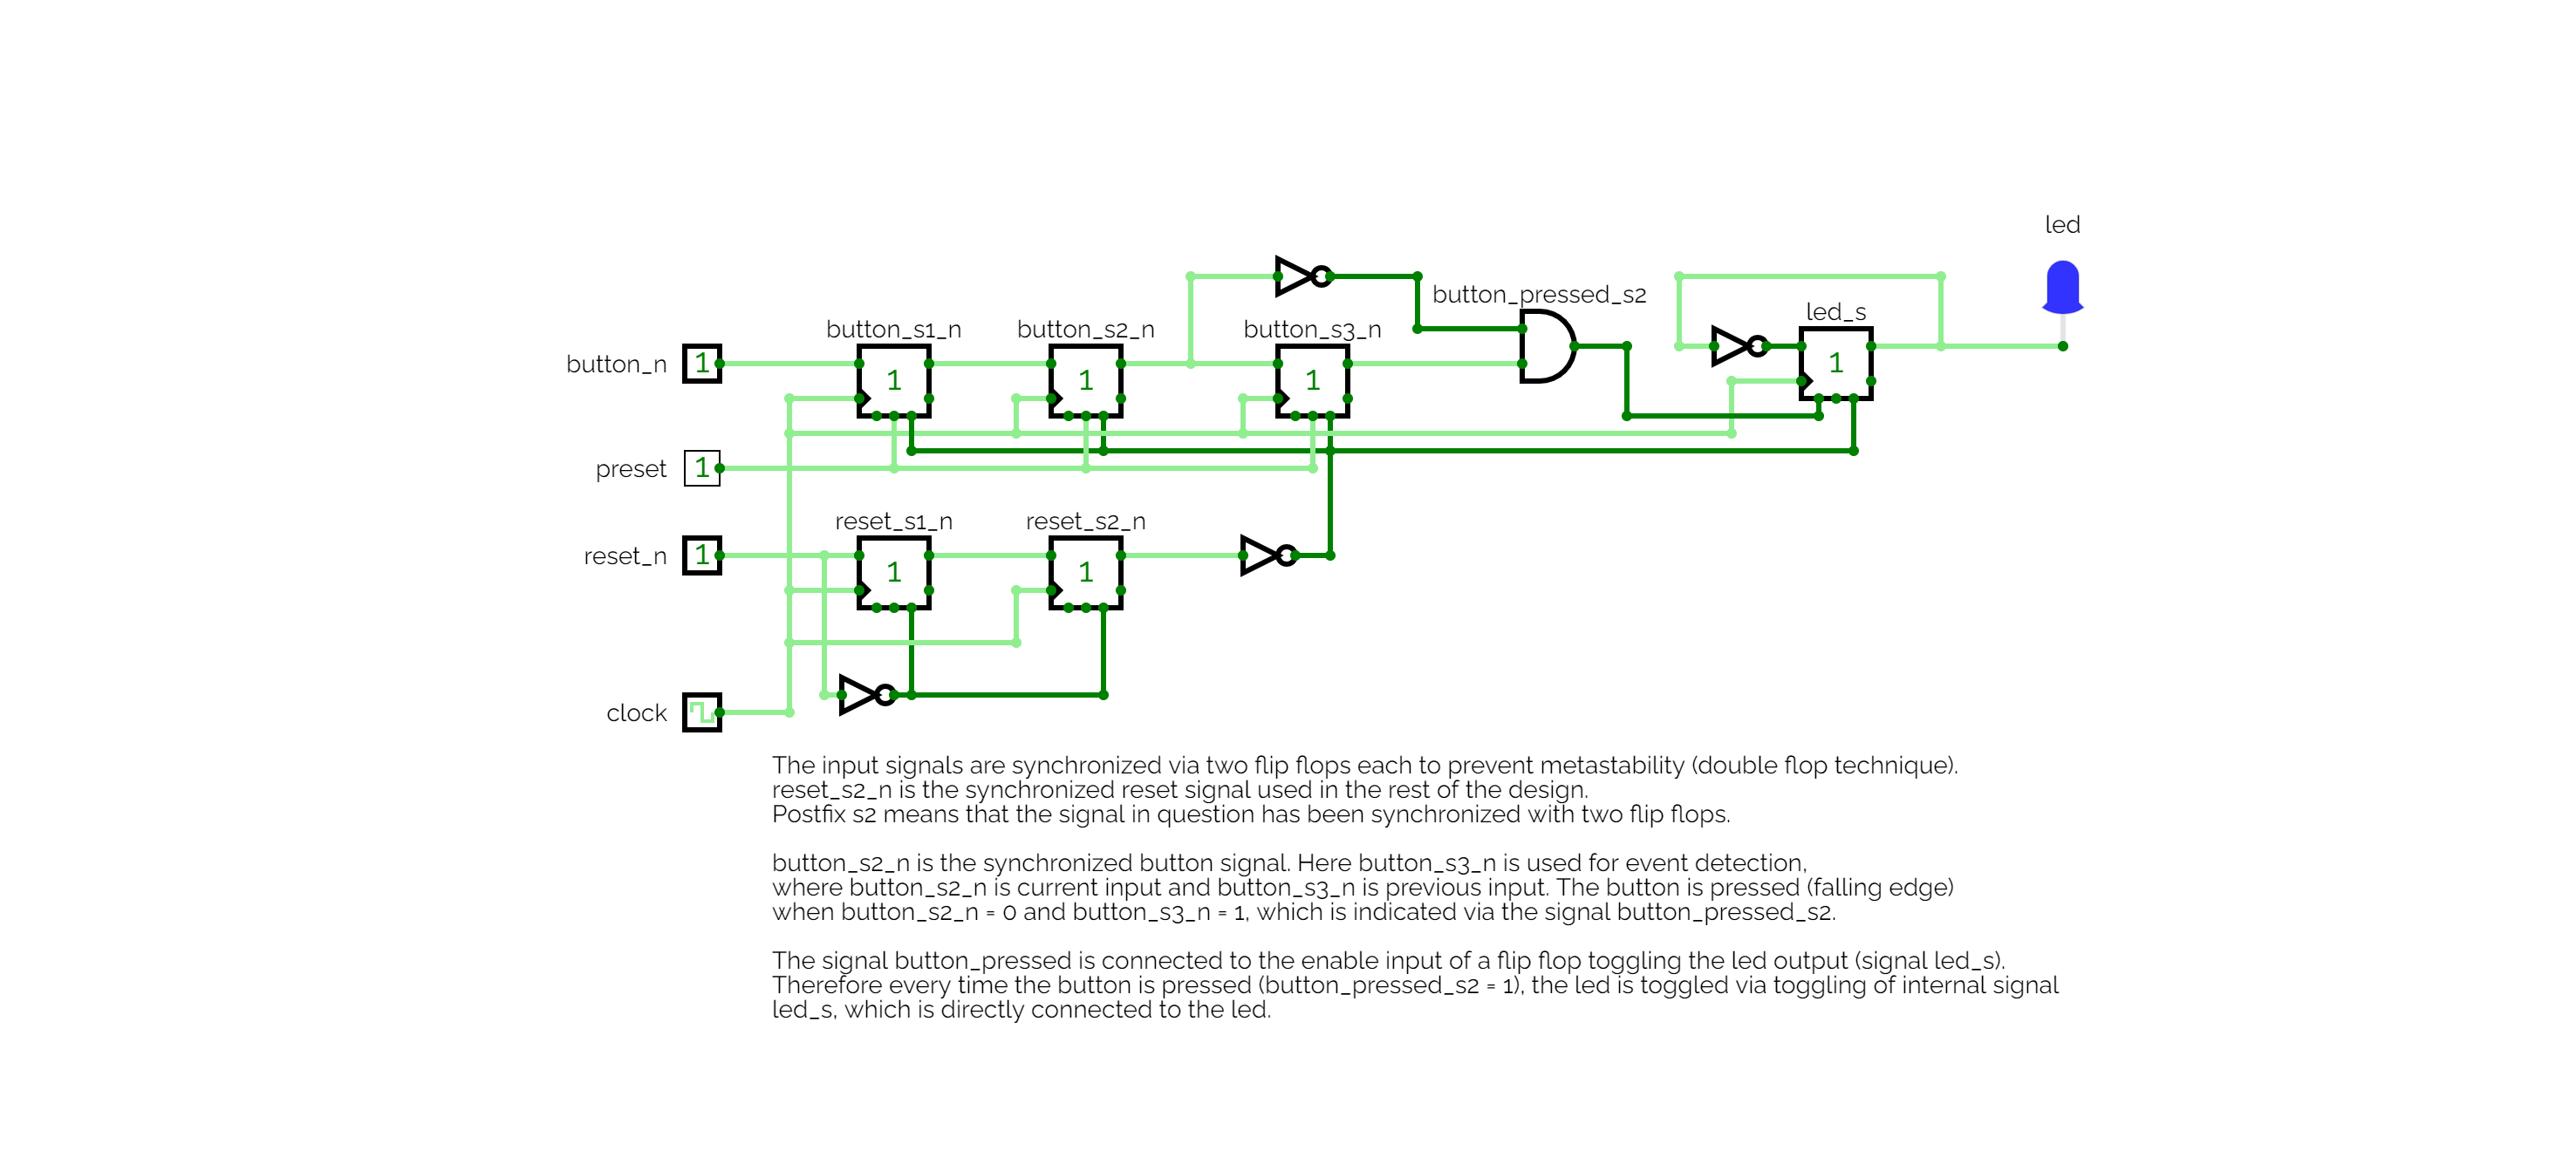 led
button_pressed_s2
led_s
button_s1_n
button_s2_n
button_s3_n
button_n
1
1
1
1
1
preset
1
reset_s1_n
reset_s2_n
reset_n
1
1
1
clock
The input signals are synchronized via two flip flops each to prevent metastability (double flop technique).
reset_s2_n is the synchronized reset signal used in the rest of the design.
Postfix s2 means that the signal in question has been synchronized with two flip flops.
button_s2_n is the synchronized button signal. Here button_s3_n is used for event detection,
where button_s2_n is current input and button_s3_n is previous input. The button is pressed (falling edge)
when button_s2_n = 0 and button_s3_n = 1, which is indicated via the signal button_pressed_s2.
The signal button_pressed is connected to the enable input of a flip flop toggling the led output (signal led_s).
Therefore every time the button is pressed (button_pressed_s2 = 1), the led is toggled via toggling of internal signal
led_s, which is directly connected to the led.